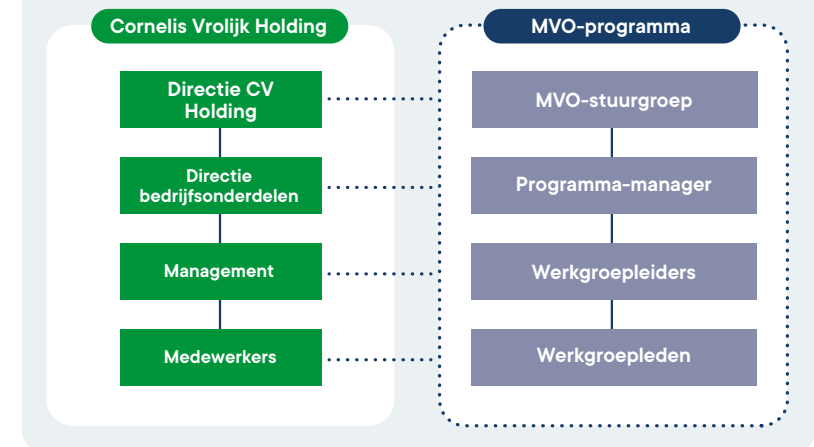 Cornelis Vrolijk Holding
MVO-programma
Directie CV
Holding
MVO-stuurgroep
Directie
bedrijfsonderdelen
Programma-manager
Management
Werkgroepleiders
Medewerkers
Werkgroepleden